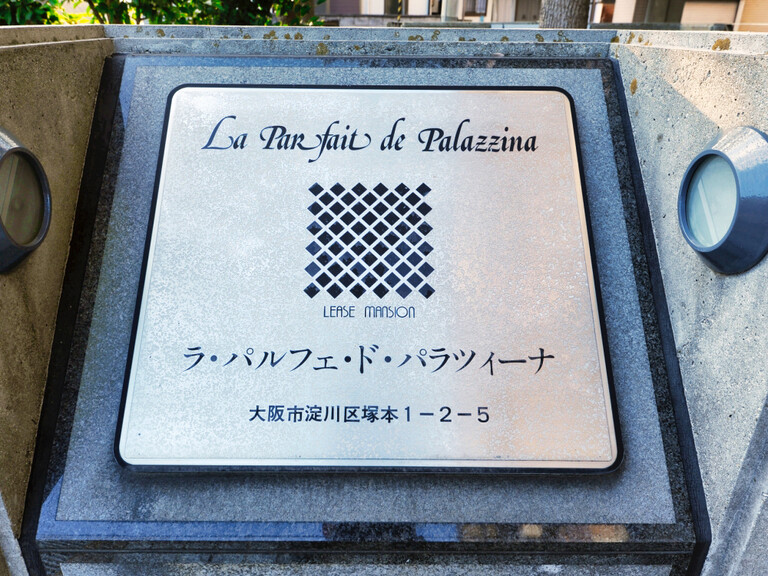 La Parfait de Palazzina
LEASE MANSION
ラ・パルフェ・ド・パラツィーナ
大阪市淀川区塚本1－2－5